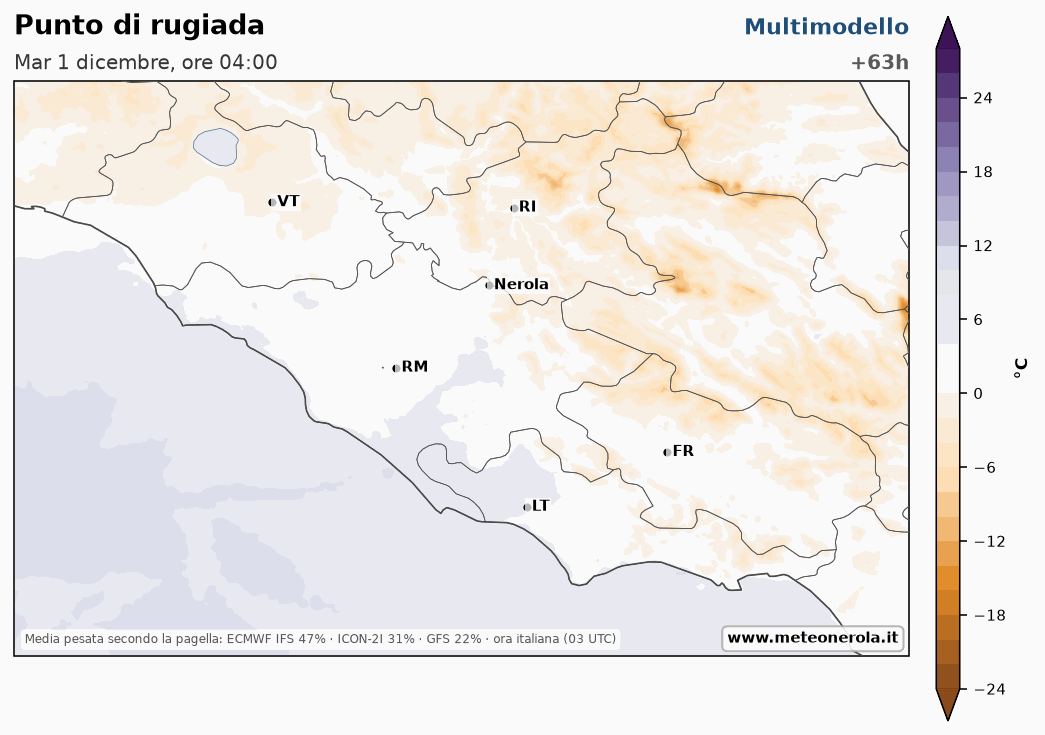 Punto di rugiada
Multimodello
Mar 1 dicembre, ore 04:00
+63h
VT
RI
Nerola
RM
FR
LT
24
18
12
6
0
−6
−12
−18
−24
°C
Media pesata secondo la pagella: ECMWF IFS 47% · ICON-2I 31% · GFS 22% · ora italiana (03 UTC)
www.meteonerola.it